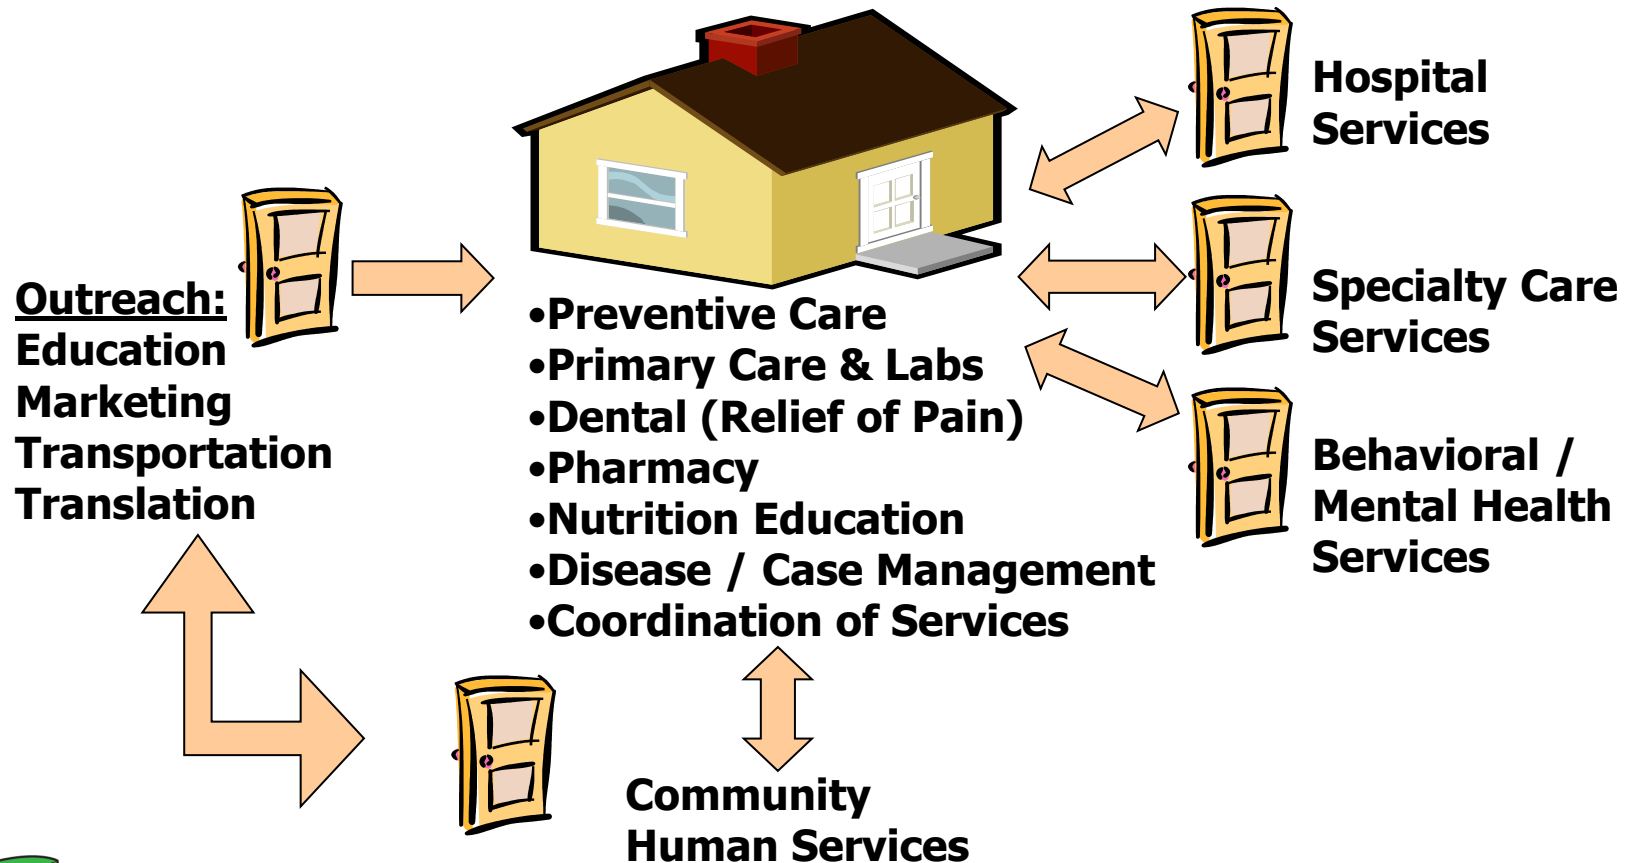 Hospital
Services
Outreach:
Education
Marketing
Transportation
Translation
•Preventive Care
•Primary Care & Labs
•Dental (Relief of Pain)
•Pharmacy
•Nutrition Education
•Disease / Case Management
•Coordination of Services
Specialty Care
Services
Behavioral /
Mental Health
Services
Community
Human Services